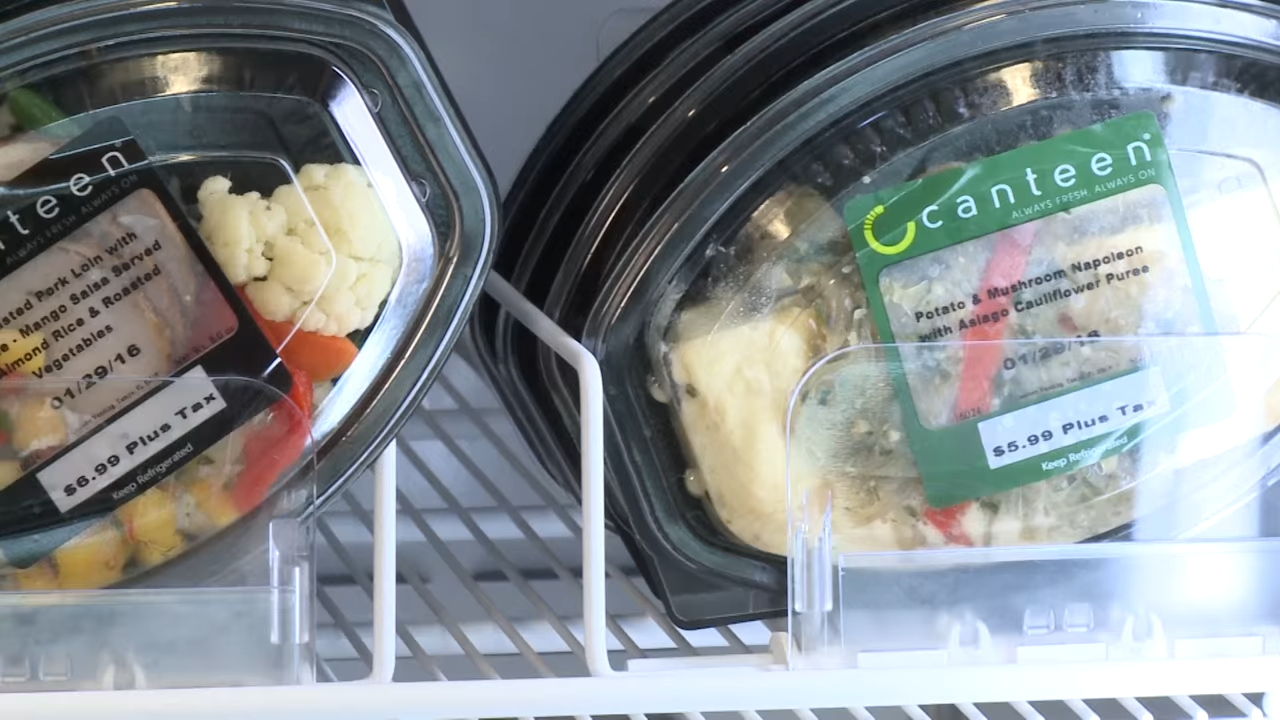 teen
ALWAYS FRESH, ALWAYS ON
sted Pork Loin with
Mango Salsa Served
Almond Rice & Roasted
Vegetables
01/29/16
$6.99 Plus Tax
Keep Refrigerated
canteen
ALWAYS FRESH, ALWAYS ON
Potato & Mushroom Napoleon
with Asiago Cauliflower Puree
01/29/16
$5.99 Plus Tax
Keep Refrigerated